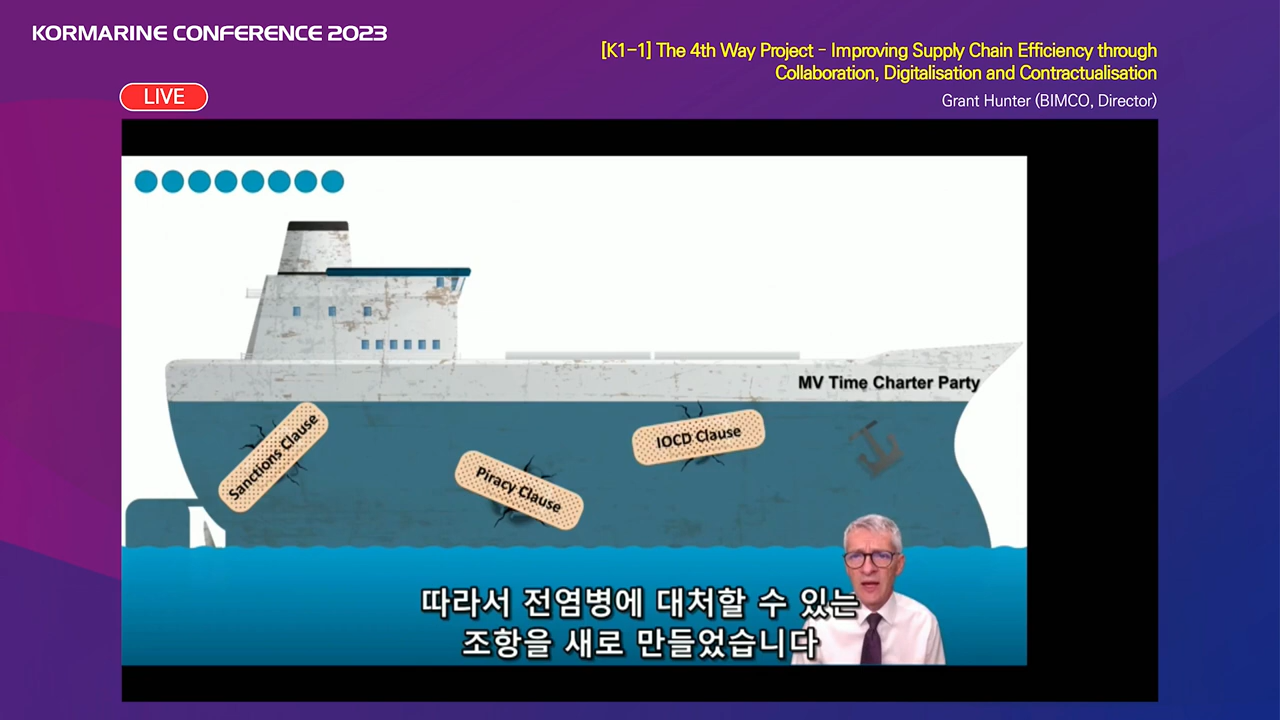 KORMARINE CONFERENCE 2023
[K1-1] The 4th Way Project - Improving Supply Chain Efficiency through
Collaboration, Digitalisation and Contractualisation
Grant Hunter (BIMCO, Director)
LIVE
MV Time Charter Party
Sanctions Clause
Piracy Clause
IOCD Clause
따라서 전염병에 대처할 수 있는
조항을 새로 만들었습니다